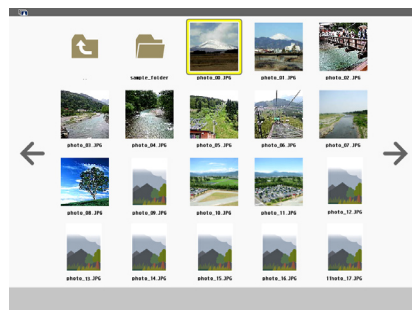 ..
sample_folder
photo_00.JPG
photo_01.JPG
photo_02.JPG
photo_03.JPG
photo_04.JPG
photo_05.JPG
photo_06.JPG
photo_07.JPG
photo_08.JPG
photo_09.JPG
photo_10.JPG
photo_11.JPG
photo_12.JPG
photo_13.JPG
photo_14.JPG
photo_15.JPG
photo_16.JPG
photo_17.JPG